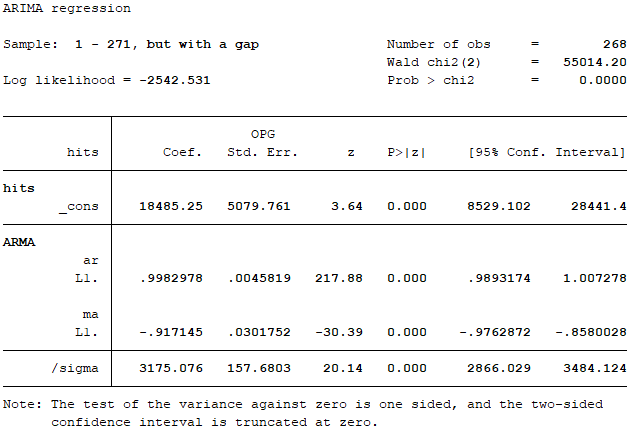 ARIMA regression
Sample:  1 - 271, but with a gap                Number of obs     =        268
                                                Wald chi2(2)      =   55014.20
Log likelihood = -2542.531                      Prob > chi2       =     0.0000
                 OPG
hits        Coef.   Std. Err.      z    P>|z|     [95% Conf. Interval]
hits
_cons    18485.25   5079.761     3.64   0.000     8529.102     28441.4
ARMA
ar
L1.    .9982978   .0045819   217.88   0.000     .9893174    1.007278
ma
L1.    -.917145   .0301752   -30.39   0.000    -.9762872   -.8580028
/sigma    3175.076   157.6803    20.14   0.000     2866.029    3484.124
Note: The test of the variance against zero is one sided, and the two-sided
confidence interval is truncated at zero.